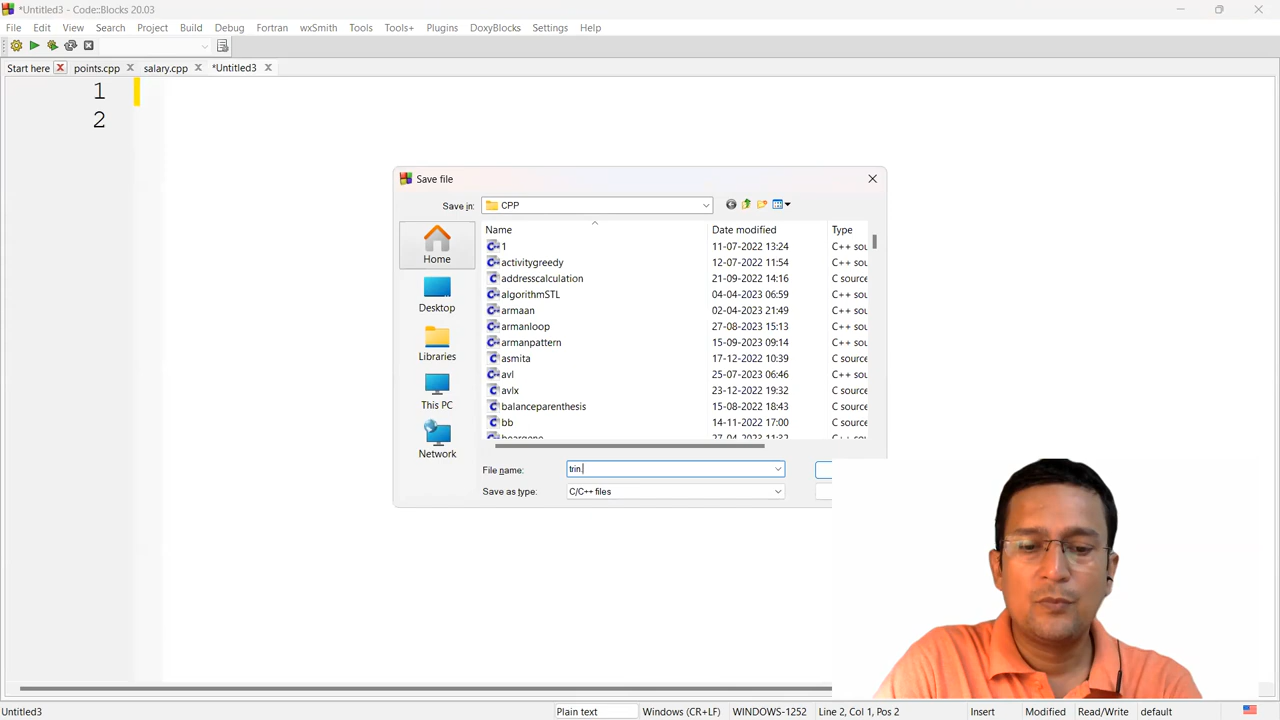 *Untitled3 - Code::Blocks 20.03
File Edit View Search Project Build Debug Fortran wxSmith Tools Tools+ Plugins DoxyBlocks Settings Help
Start here points.cpp salary.cpp *Untitled3
1
2
Save file
Save in: CPP
Name Date modified Type
1 11-07-2022 13:24 C++ sou
activitygreedy 12-07-2022 11:54 C++ sou
addresscalculation 21-09-2022 14:16 C source
algorithmSTL 04-04-2023 06:59 C++ sou
armaan 02-04-2023 21:49 C++ sou
armanloop 27-08-2023 15:13 C++ sou
armanpattern 15-09-2023 09:14 C++ sou
asmita 17-12-2022 10:39 C source
avl 25-07-2023 06:46 C++ sou
avlx 23-12-2022 19:32 C source
balanceparenthesis 15-08-2022 18:43 C source
bb 14-11-2022 17:00 C source
Home
Desktop
Libraries
This PC
Network
File name: trin.
Save as type: C/C++ files
Untitled3 Plain text Windows (CR+LF) WINDOWS-1252 Line 2, Col 1, Pos 2 Insert Modified Read/Write default